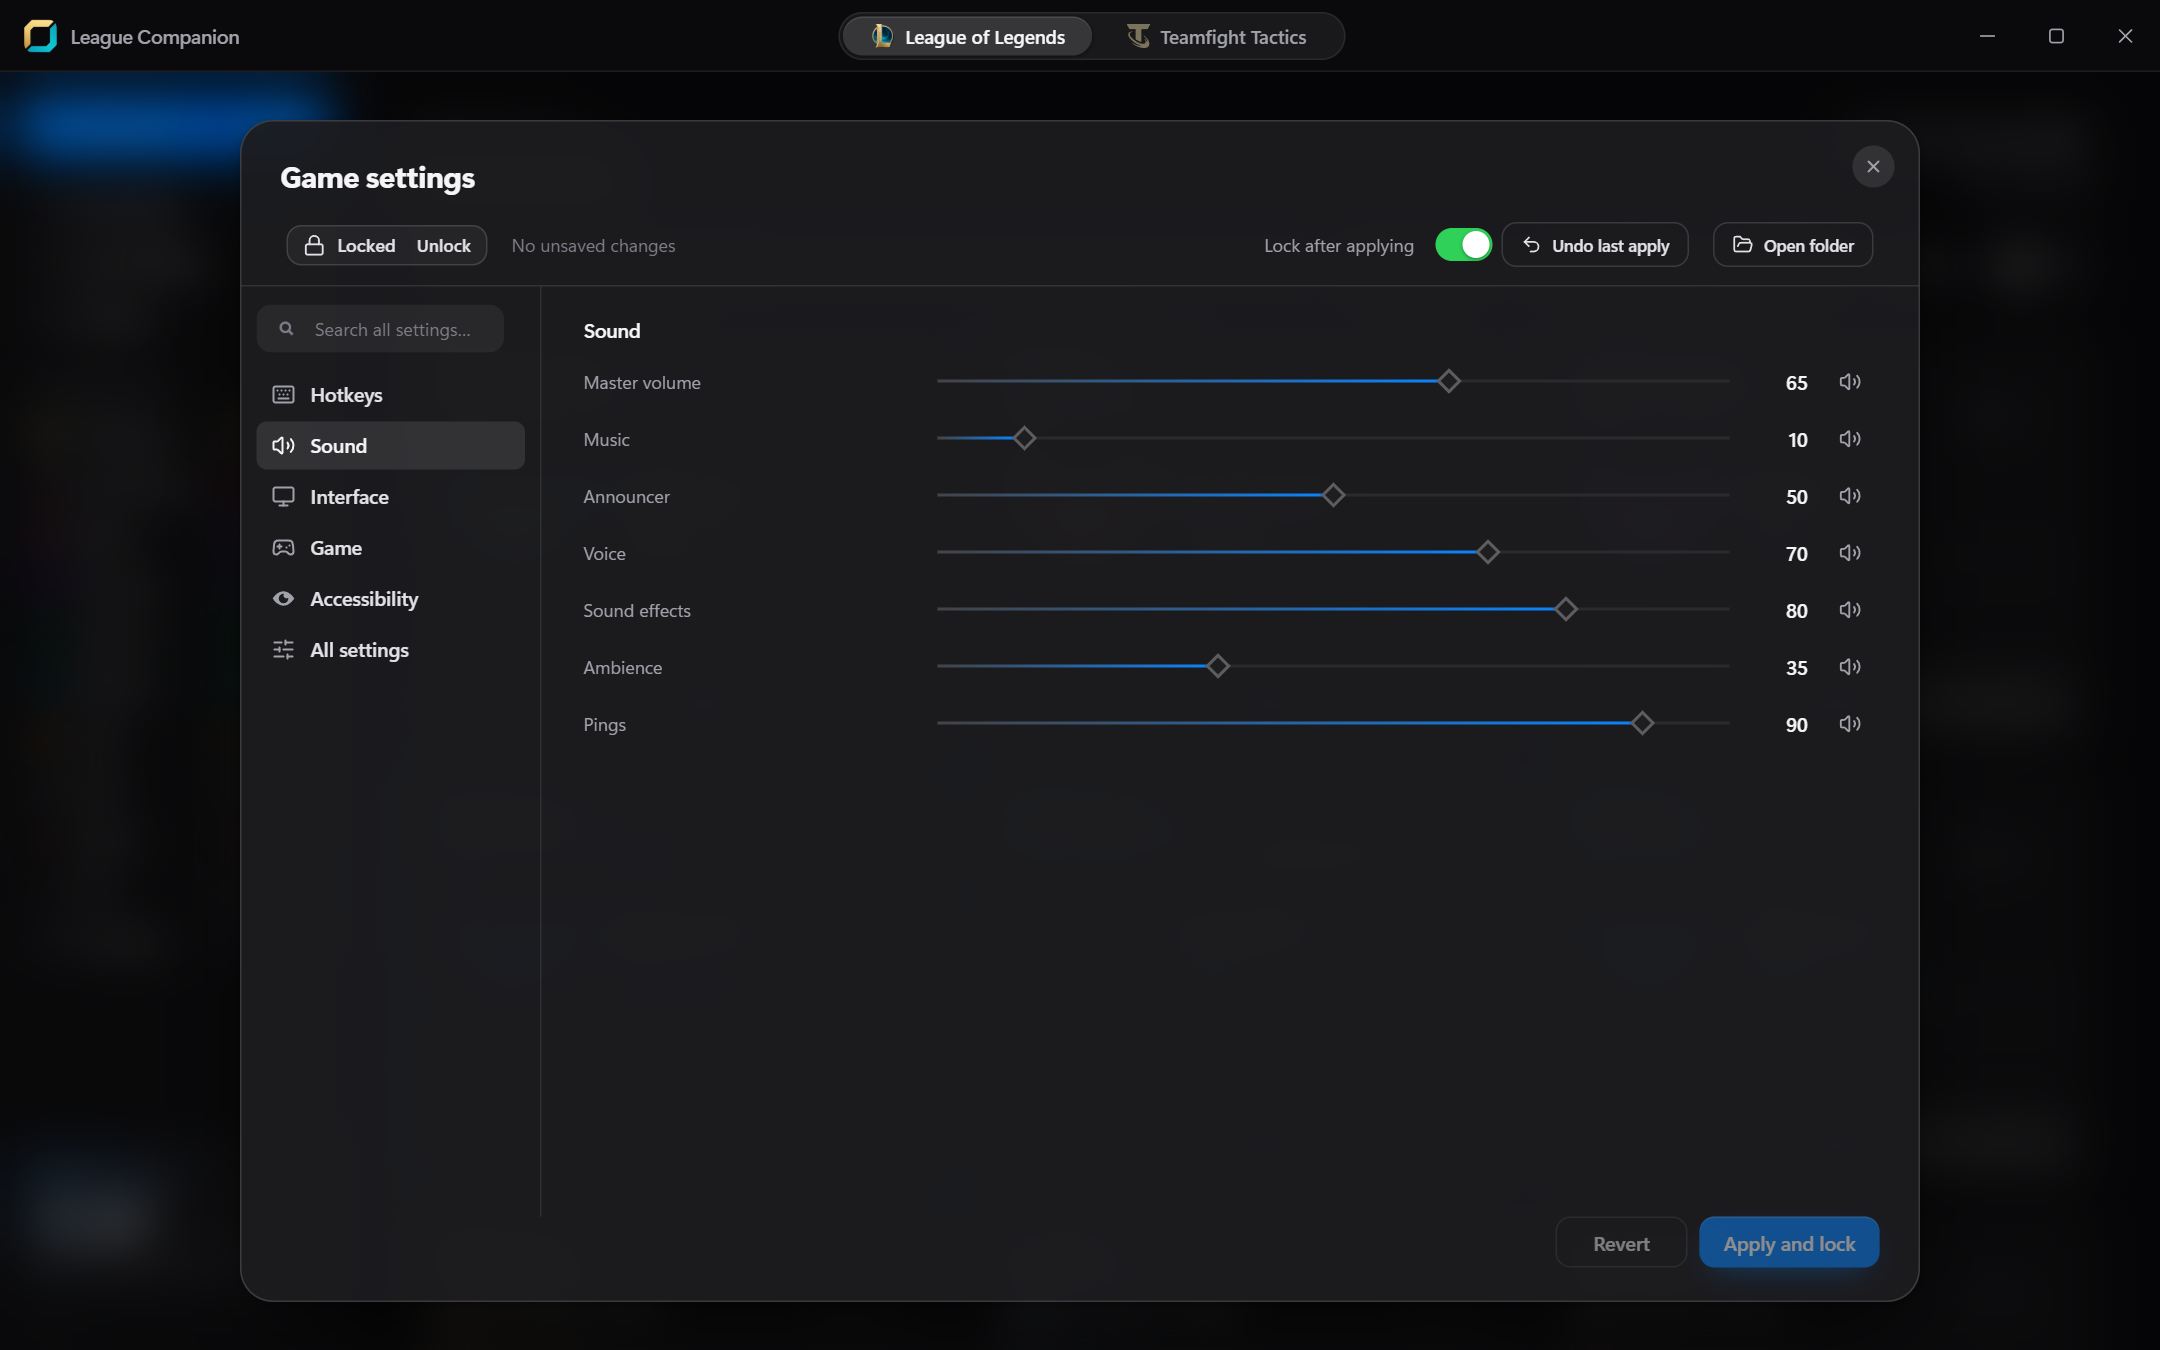 League Companion
League of Legends
Teamfight Tactics
Game settings
Locked Unlock
No unsaved changes
Lock after applying
Undo last apply
Open folder
Search all settings...
Hotkeys
Sound
Interface
Game
Accessibility
All settings
Sound
Master volume 65
Music 10
Announcer 50
Voice 70
Sound effects 80
Ambience 35
Pings 90
Revert
Apply and lock